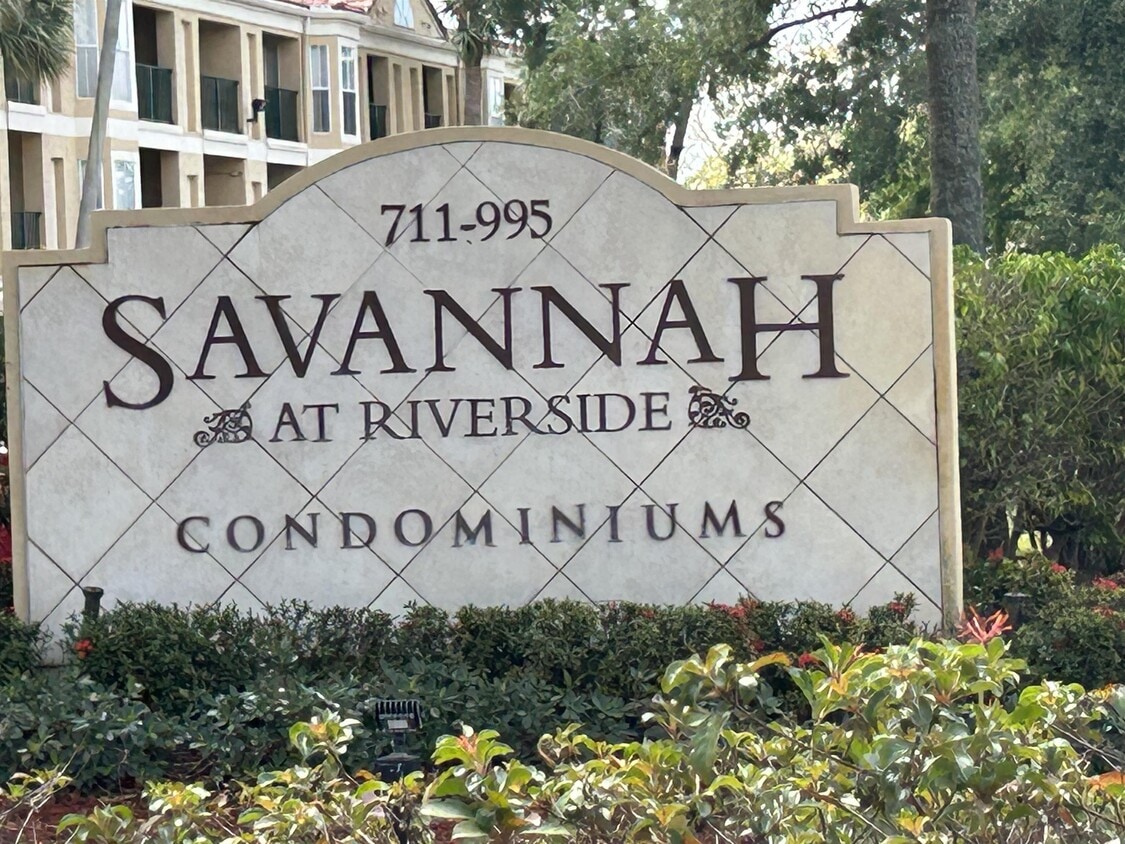 711-995
SAVANNAH
AT RIVERSIDE
CONDOMINIUMS